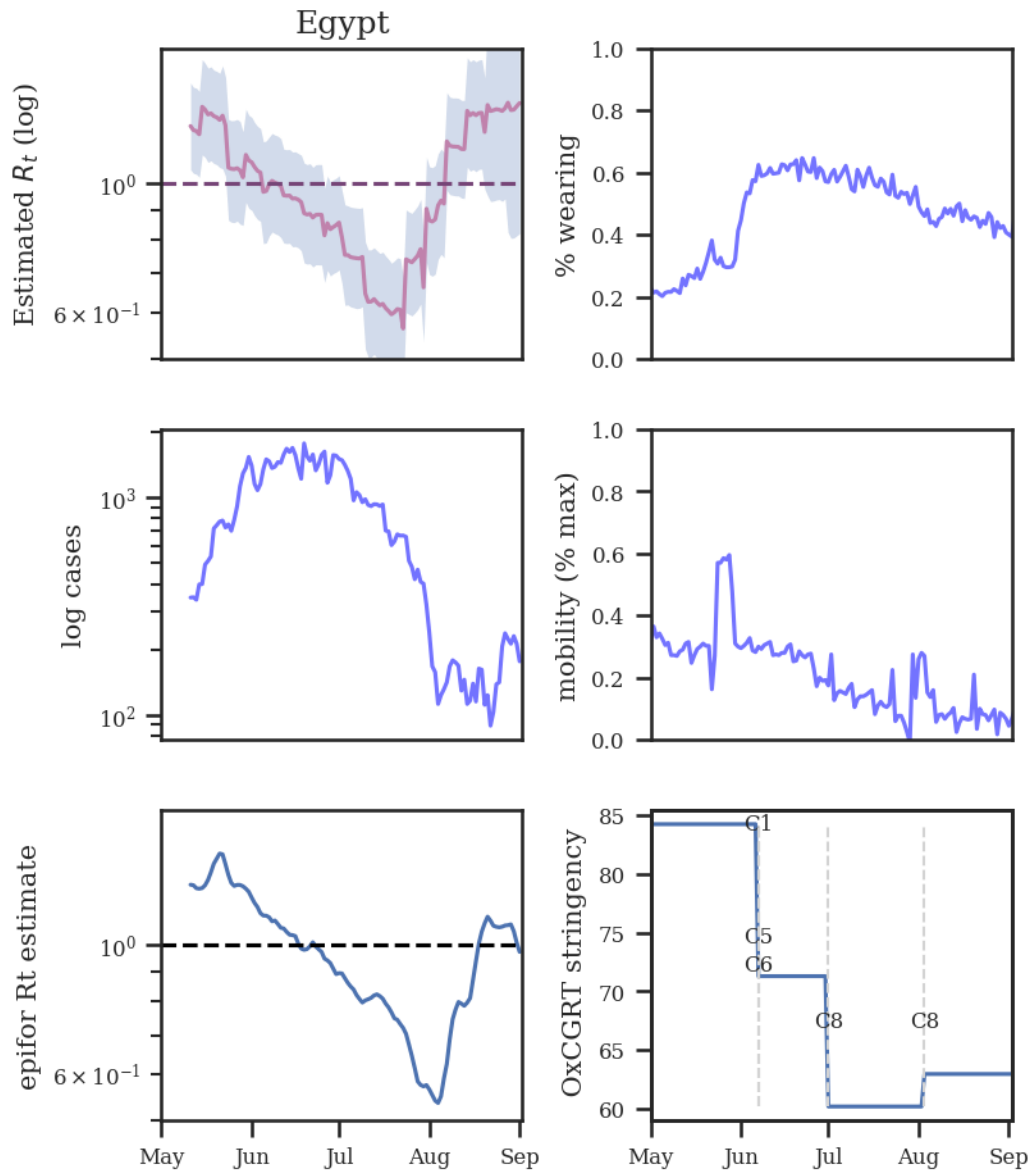 Egypt
Estimated R_t (log)
10^0
6 × 10^{-1}
% wearing
1.0
0.8
0.6
0.4
0.2
0.0
log cases
10^3
10^2
mobility (% max)
1.0
0.8
0.6
0.4
0.2
0.0
epifor Rt estimate
10^0
6 × 10^{-1}
May Jun Jul Aug Sep
OxCGRT stringency
85
80
75
70
65
60
C1
C5
C6
C8 C8
May Jun Jul Aug Sep